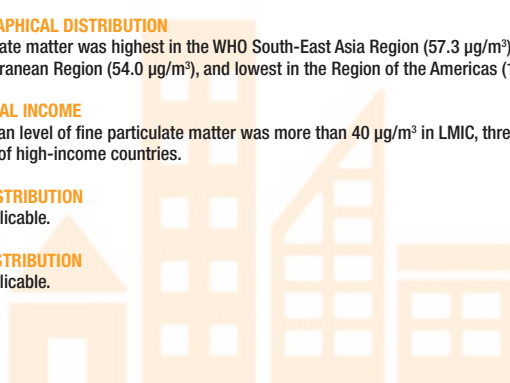 APHICAL DISTRIBUTION
ate matter was highest in the WHO South-East Asia Region (57.3 µg/m³)
ranean Region (54.0 µg/m³), and lowest in the Region of the Americas (1
AL INCOME
an level of fine particulate matter was more than 40 µg/m³ in LMIC, thre
of high-income countries.
STRIBUTION
licable.
STRIBUTION
licable.